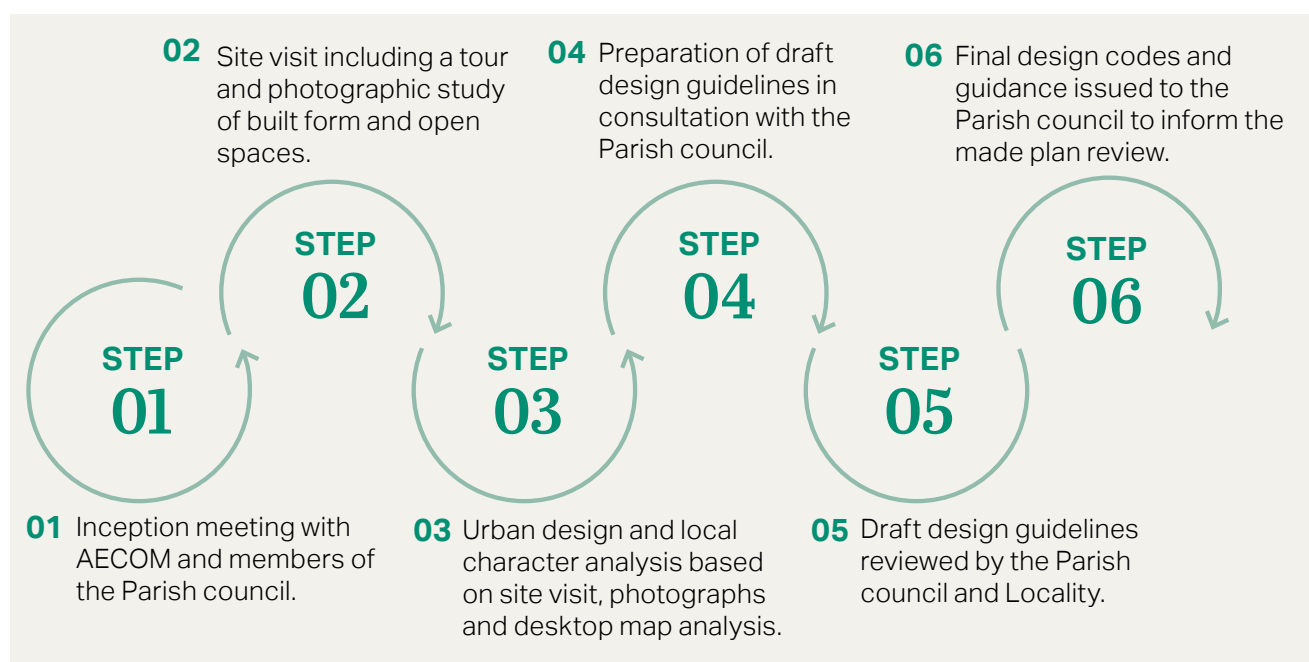 02 Site visit including a tour
and photographic study
of built form and open
spaces.
04 Preparation of draft
design guidelines in
consultation with the
Parish council.
06 Final design codes and
guidance issued to the
Parish council to inform the
made plan review.
STEP
01
STEP
02
STEP
03
STEP
04
STEP
05
STEP
06
01 Inception meeting with
AECOM and members of
the Parish council.
03 Urban design and local
character analysis based
on site visit, photographs
and desktop map analysis.
05 Draft design guidelines
reviewed by the Parish
council and Locality.